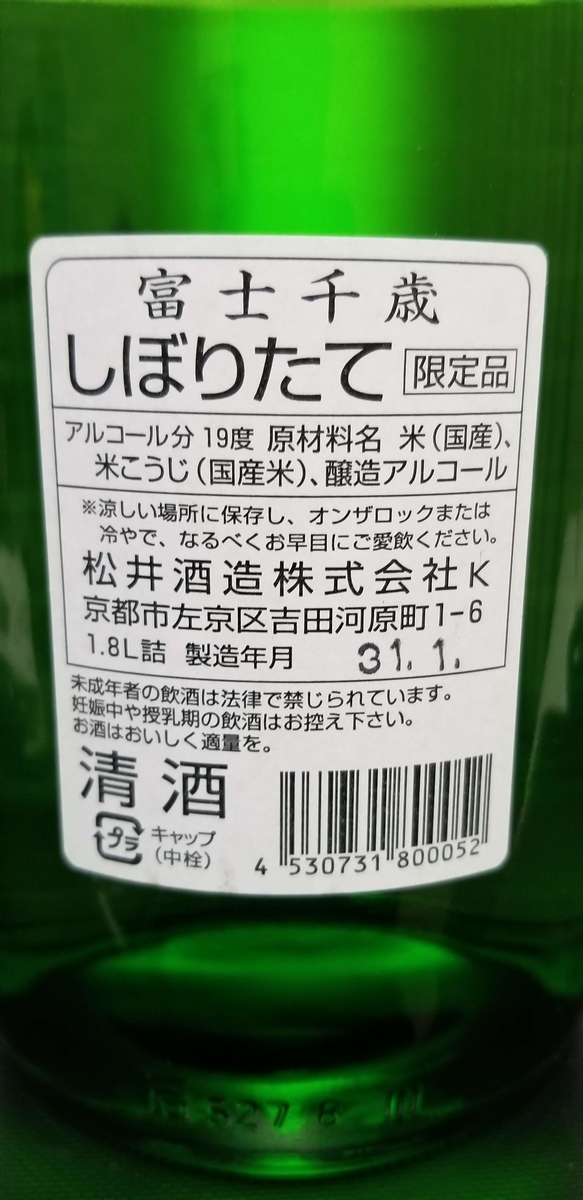 富士千歳
しぼりたて 限定品
アルコール分 19度 原材料名 米(国産)、
米こうじ(国産米)、醸造アルコール
※涼しい場所に保存し、オンザロックまたは
冷やで、なるべくお早目にご愛飲ください。
松井酒造株式会社K
京都市左京区吉田河原町1-6
1.8L詰 製造年月 31.1.
未成年者の飲酒は法律で禁じられています。
妊娠中や授乳期の飲酒はお控え下さい。
お酒はおいしく適量を。
清酒
プラ キャップ
(中栓)
4 530731 800052